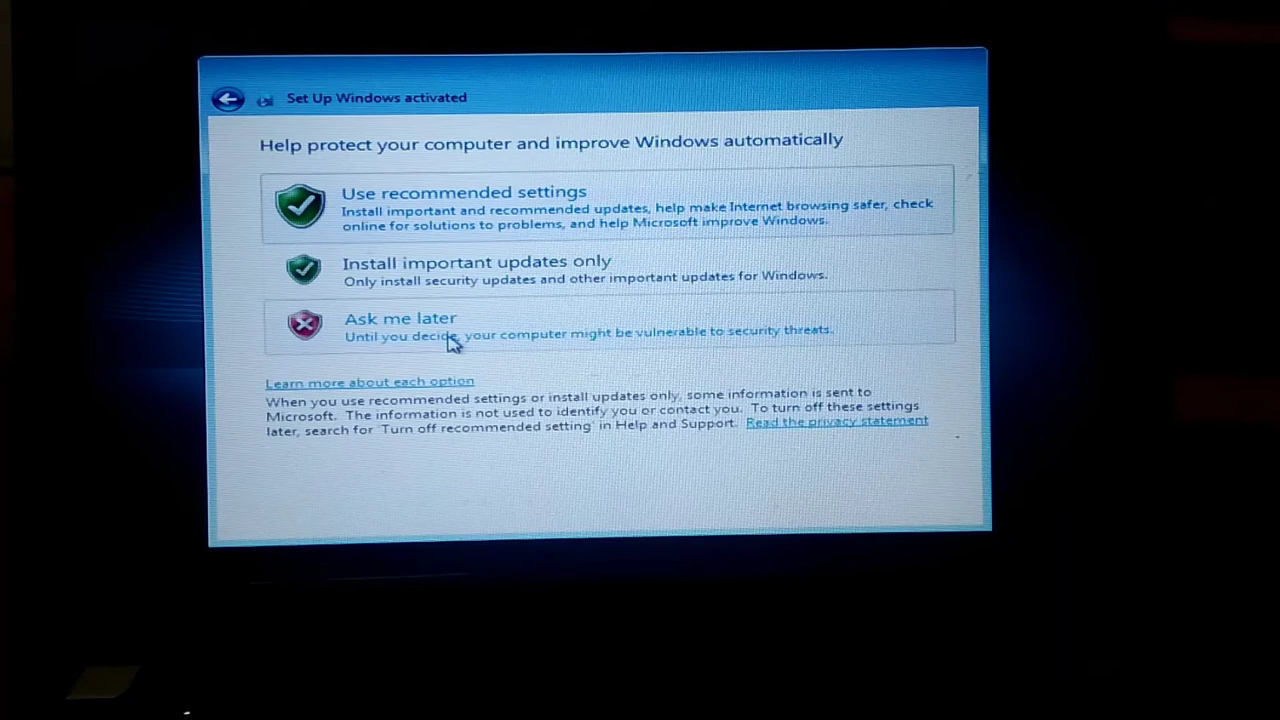 Set Up Windows activated
Help protect your computer and improve Windows automatically
Use recommended settings
Install important and recommended updates, help make Internet browsing safer, check
online for solutions to problems, and help Microsoft improve Windows.
Install important updates only
Only install security updates and other important updates for Windows.
Ask me later
Until you decide, your computer might be vulnerable to security threats.
Learn more about each option
When you use recommended settings or install updates only, some information is sent to
Microsoft. The information is not used to identify you or contact you. To turn off these settings
later, search for 'Turn off recommended setting' in Help and Support. Read the privacy statement